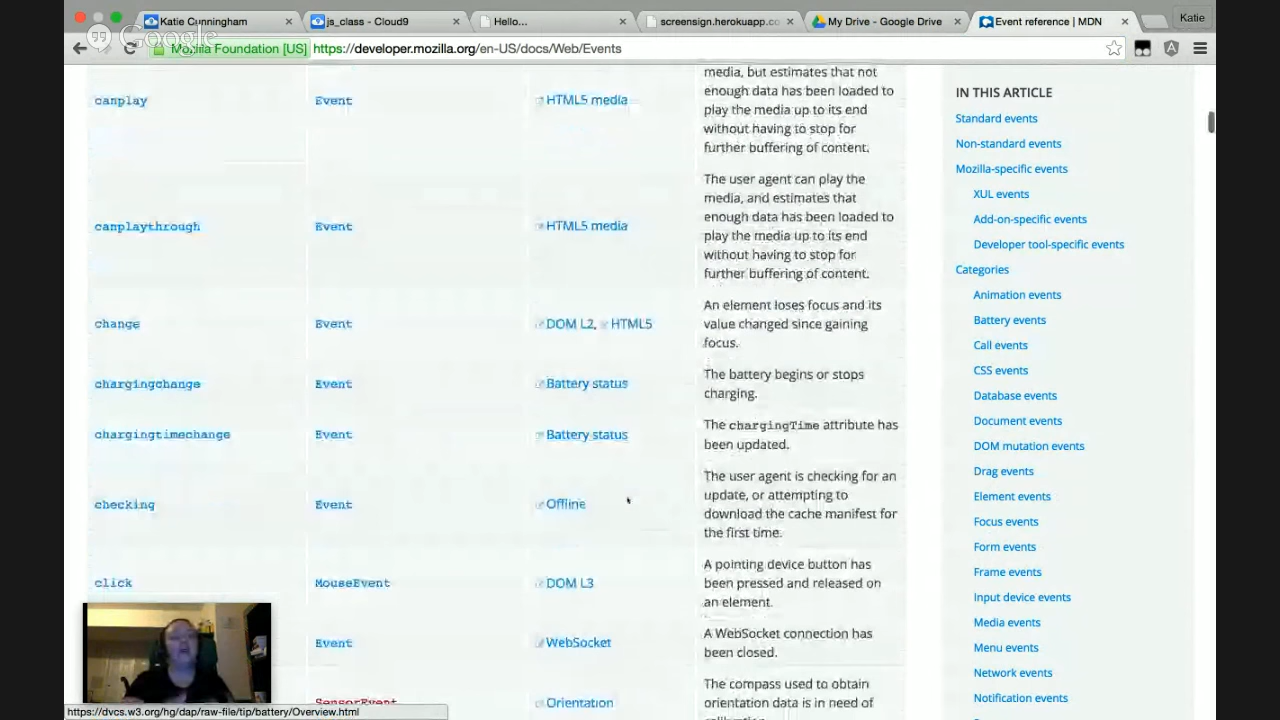 Katie Cunningham
js_class - Cloud9
Hello...
screensign.herokuapp.co
My Drive - Google Drive
Event reference | MDN
Katie
Google
Mozilla Foundation [US]
https://developer.mozilla.org/en-US/docs/Web/Events
media, but estimates that not
enough data has been loaded to
play the media up to its end
without having to stop for
further buffering of content.
canplay
Event
HTML5 media
The user agent can play the
media, and estimates that
enough data has been loaded to
play the media up to its end
without having to stop for
further buffering of content.
canplaythrough
Event
HTML5 media
An element loses focus and its
value changed since gaining
focus.
change
Event
DOM L2, HTML5
The battery begins or stops
charging.
chargingchange
Event
Battery status
The chargingTime attribute has
been updated.
chargingtimechange
Event
Battery status
The user agent is checking for an
update, or attempting to
download the cache manifest for
the first time.
checking
Event
Offline
A pointing device button has
been pressed and released on
an element.
click
MouseEvent
DOM L3
A WebSocket connection has
been closed.
Event
WebSocket
The compass used to obtain
orientation data is in need of
SensorEvent
Orientation
IN THIS ARTICLE
Standard events
Non-standard events
Mozilla-specific events
XUL events
Add-on-specific events
Developer tool-specific events
Categories
Animation events
Battery events
Call events
CSS events
Database events
Document events
DOM mutation events
Drag events
Element events
Focus events
Form events
Frame events
Input device events
Media events
Menu events
Network events
Notification events
https://dvcs.w3.org/hg/dap/raw-file/tip/battery/Overview.html